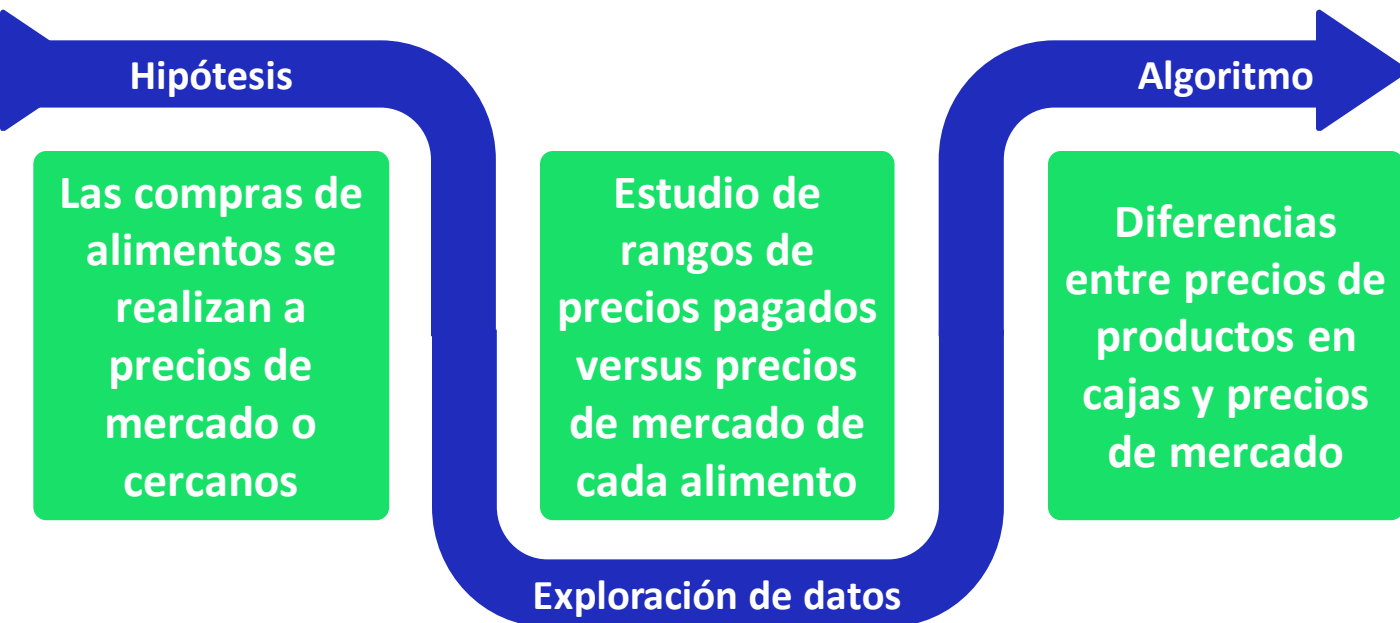 Hipótesis
Las compras de
alimentos se
realizan a
precios de
mercado o
cercanos
Exploración de datos
Estudio de
rangos de
precios pagados
versus precios
de mercado de
cada alimento
Algoritmo
Diferencias
entre precios de
productos en
cajas y precios
de mercado